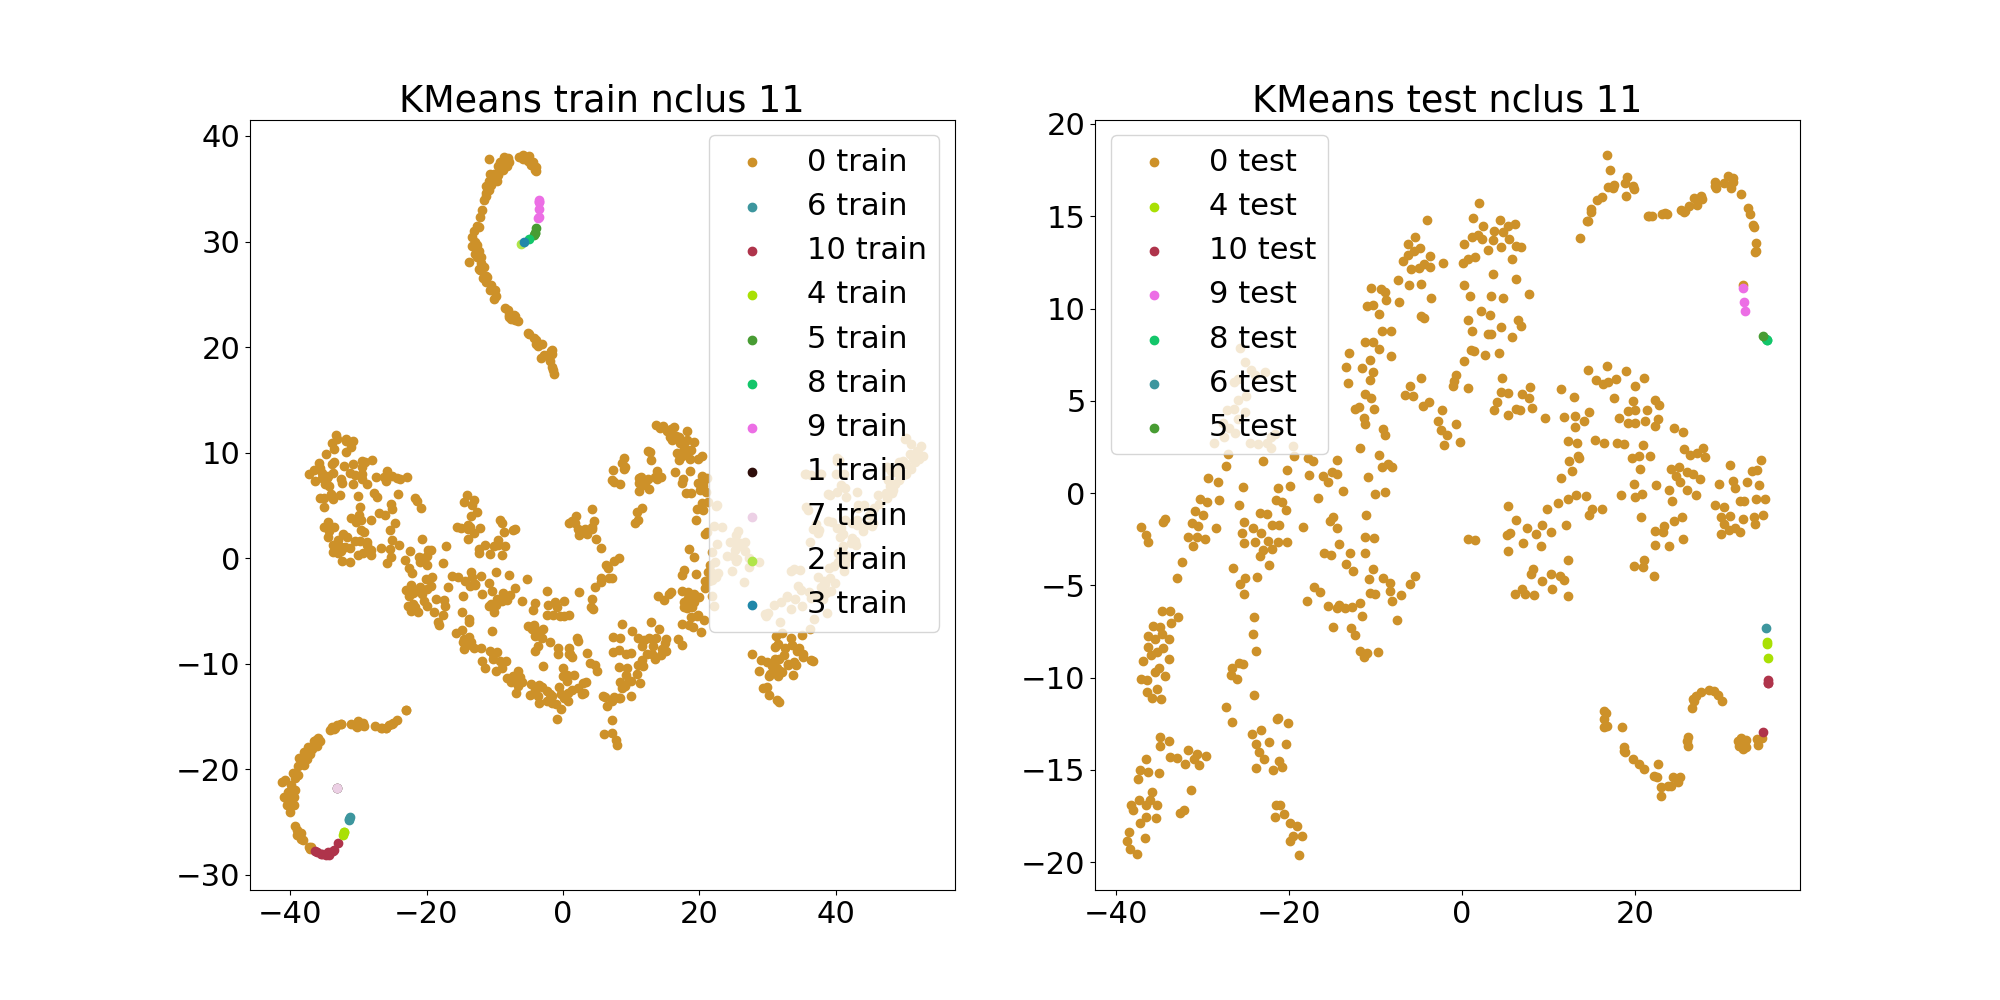 KMeans train nclus 11
40
30
20
10
0
−10
−20
−30
−40
−20
0
20
40
0 train
6 train
10 train
4 train
5 train
8 train
9 train
1 train
7 train
2 train
3 train
KMeans test nclus 11
20
15
10
5
0
−5
−10
−15
−20
−40
−20
0
20
0 test
4 test
10 test
9 test
8 test
6 test
5 test